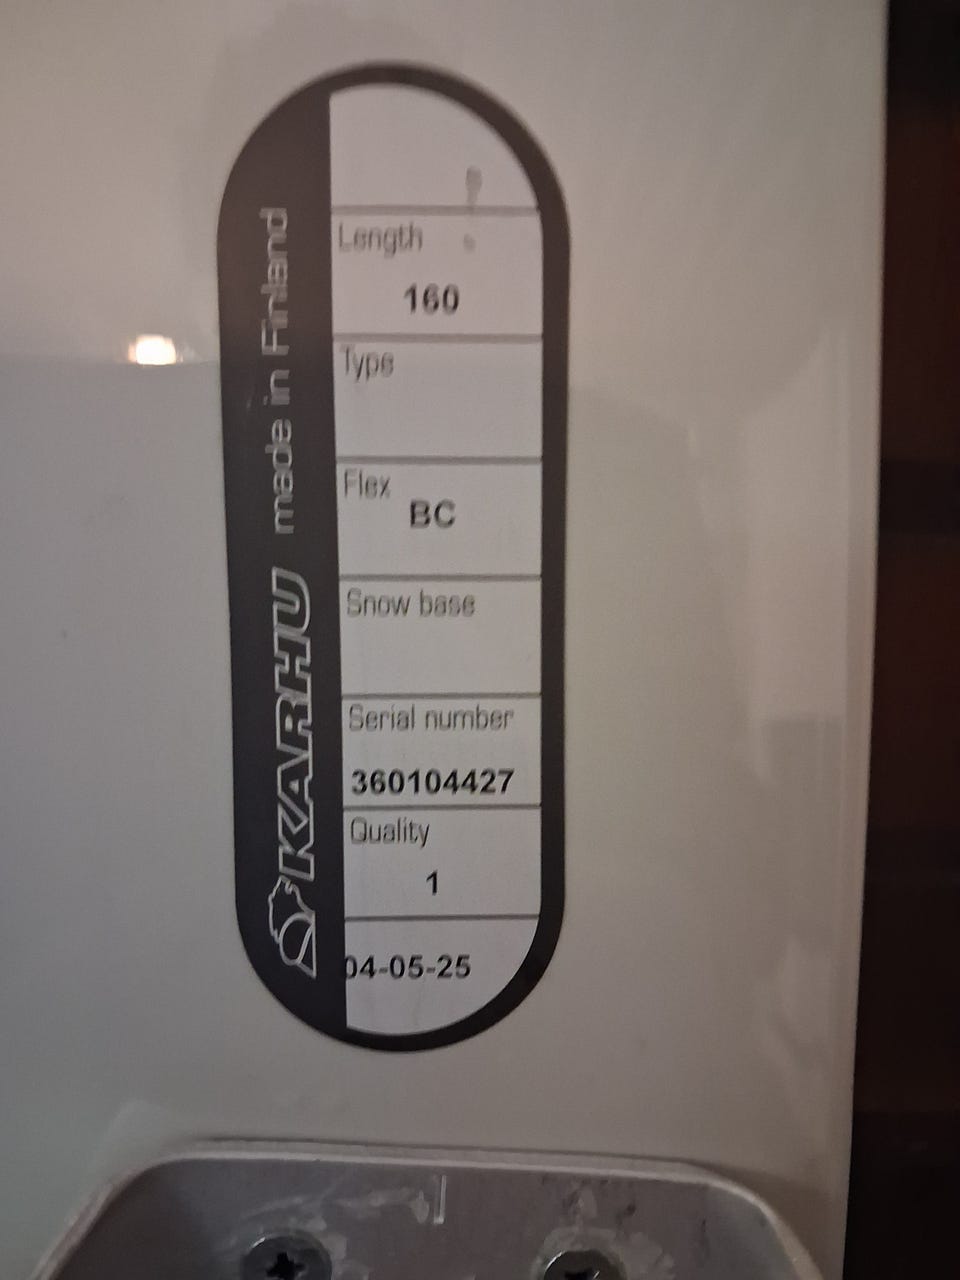 KARHU made in Finland
Length
160
Type
Flex
BC
Snow base
Serial number
360104427
Quality
1
04-05-25